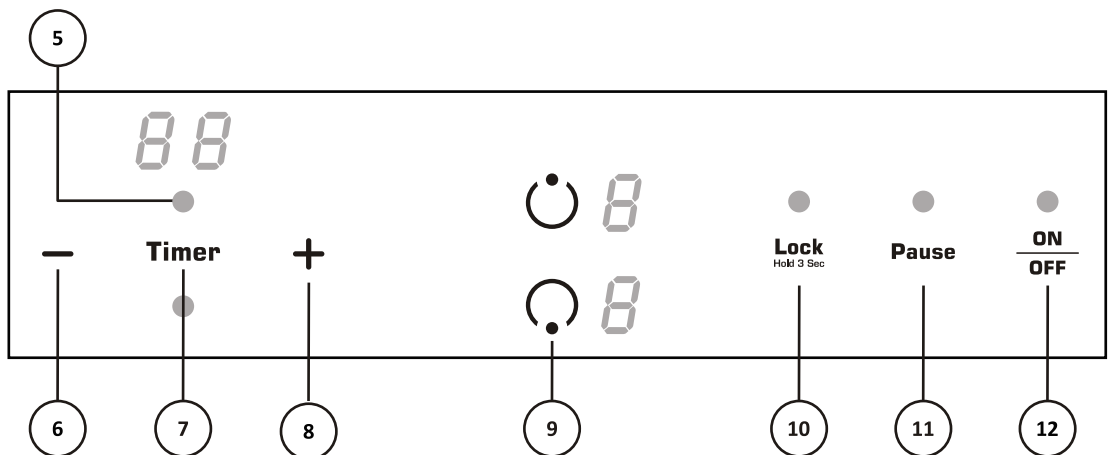 5
88
8
− Timer +
Lock
Hold 3 Sec
Pause
ON
OFF
8
6 7 8 9 10 11 12